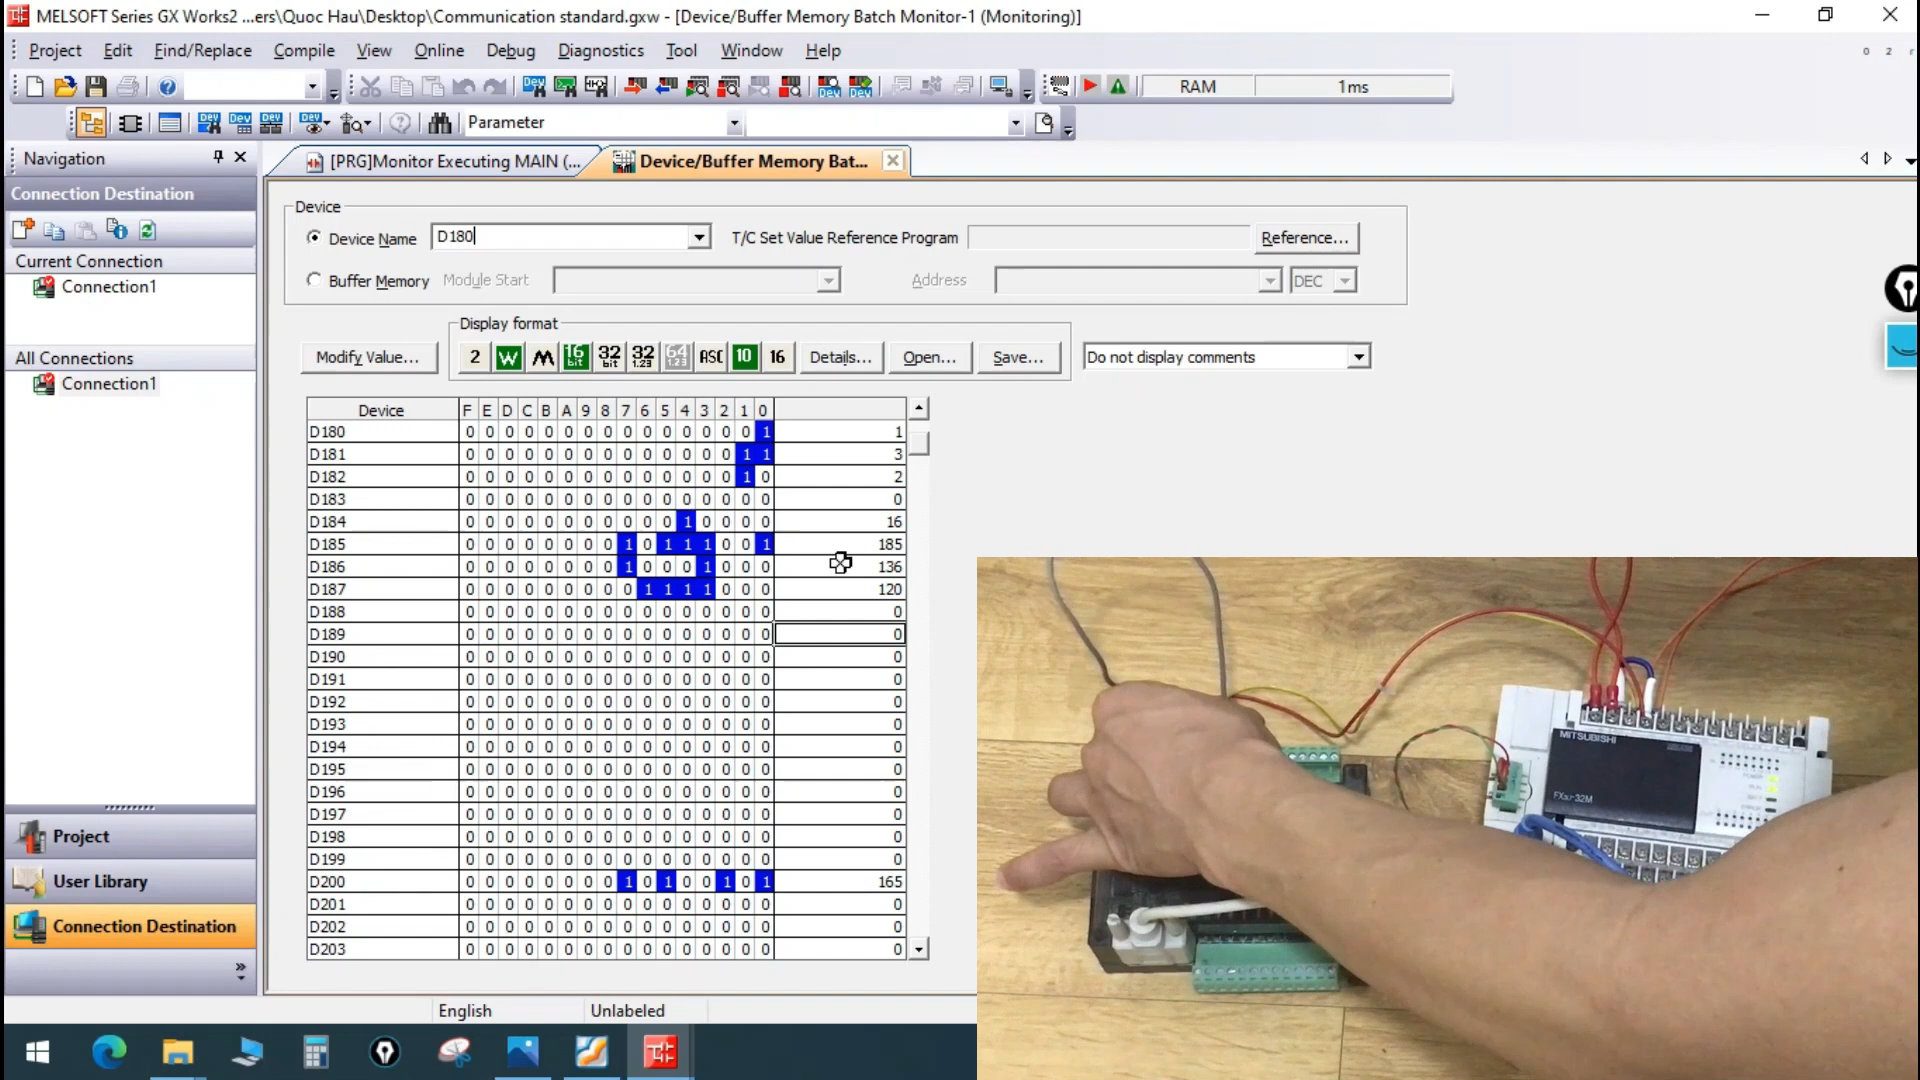 MELSOFT Series GX Works2 ...ers\Quoc Hau\Desktop\Communication standard.gxw - [Device/Buffer Memory Batch Monitor-1 (Monitoring)]
Project Edit Find/Replace Compile View Online Debug Diagnostics Tool Window Help
RAM 1ms
Parameter
Navigation
[PRG]Monitor Executing MAIN (... Device/Buffer Memory Bat...
Connection Destination
Current Connection
Connection1
All Connections
Connection1
Project
User Library
Connection Destination
Device
Device Name D180 T/C Set Value Reference Program Reference...
Buffer Memory Module Start Address DEC
Display format
Modify Value... 2 W M 16 bit 32 bit 32 1.23 64 1.23 ASC 10 16 Details... Open... Save... Do not display comments
Device F E D C B A 9 8 7 6 5 4 3 2 1 0
D180 0 0 0 0 0 0 0 0 0 0 0 0 0 0 0 1 1
D181 0 0 0 0 0 0 0 0 0 0 0 0 0 0 1 1 3
D182 0 0 0 0 0 0 0 0 0 0 0 0 0 0 1 0 2
D183 0 0 0 0 0 0 0 0 0 0 0 0 0 0 0 0 0
D184 0 0 0 0 0 0 0 0 0 0 0 1 0 0 0 0 16
D185 0 0 0 0 0 0 0 0 1 0 1 1 1 0 0 1 185
D186 0 0 0 0 0 0 0 0 1 0 0 0 1 0 0 0 136
D187 0 0 0 0 0 0 0 0 0 1 1 1 1 0 0 0 120
D188 0 0 0 0 0 0 0 0 0 0 0 0 0 0 0 0 0
D189 0 0 0 0 0 0 0 0 0 0 0 0 0 0 0 0 0
D190 0 0 0 0 0 0 0 0 0 0 0 0 0 0 0 0 0
D191 0 0 0 0 0 0 0 0 0 0 0 0 0 0 0 0 0
D192 0 0 0 0 0 0 0 0 0 0 0 0 0 0 0 0 0
D193 0 0 0 0 0 0 0 0 0 0 0 0 0 0 0 0 0
D194 0 0 0 0 0 0 0 0 0 0 0 0 0 0 0 0 0
D195 0 0 0 0 0 0 0 0 0 0 0 0 0 0 0 0 0
D196 0 0 0 0 0 0 0 0 0 0 0 0 0 0 0 0 0
D197 0 0 0 0 0 0 0 0 0 0 0 0 0 0 0 0 0
D198 0 0 0 0 0 0 0 0 0 0 0 0 0 0 0 0 0
D199 0 0 0 0 0 0 0 0 0 0 0 0 0 0 0 0 0
D200 0 0 0 0 0 0 0 0 1 0 1 0 0 1 0 1 165
D201 0 0 0 0 0 0 0 0 0 0 0 0 0 0 0 0 0
D202 0 0 0 0 0 0 0 0 0 0 0 0 0 0 0 0 0
D203 0 0 0 0 0 0 0 0 0 0 0 0 0 0 0 0 0
English Unlabeled
MITSUBISHI
FX3U-32M